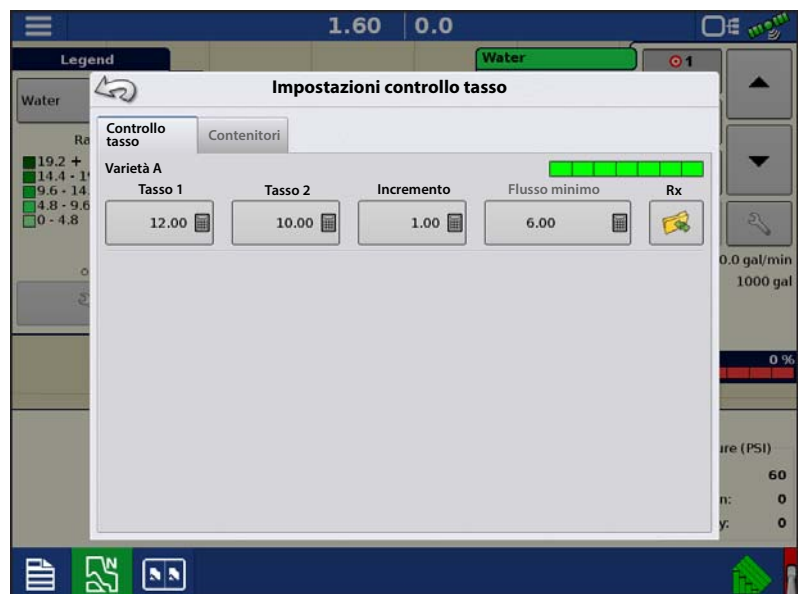 1.60 0.0
Legend
Water
1
Impostazioni controllo tasso
Water
Controllo tasso
Contenitori
19.2 +
14.4 -
9.6 - 14.
4.8 - 9.6
0 - 4.8
Varietà A
Tasso 1 Tasso 2 Incremento Flusso minimo Rx
12.00 10.00 1.00 6.00
0.0 gal/min
1000 gal
0 %
(PSI)
60
0
0
N